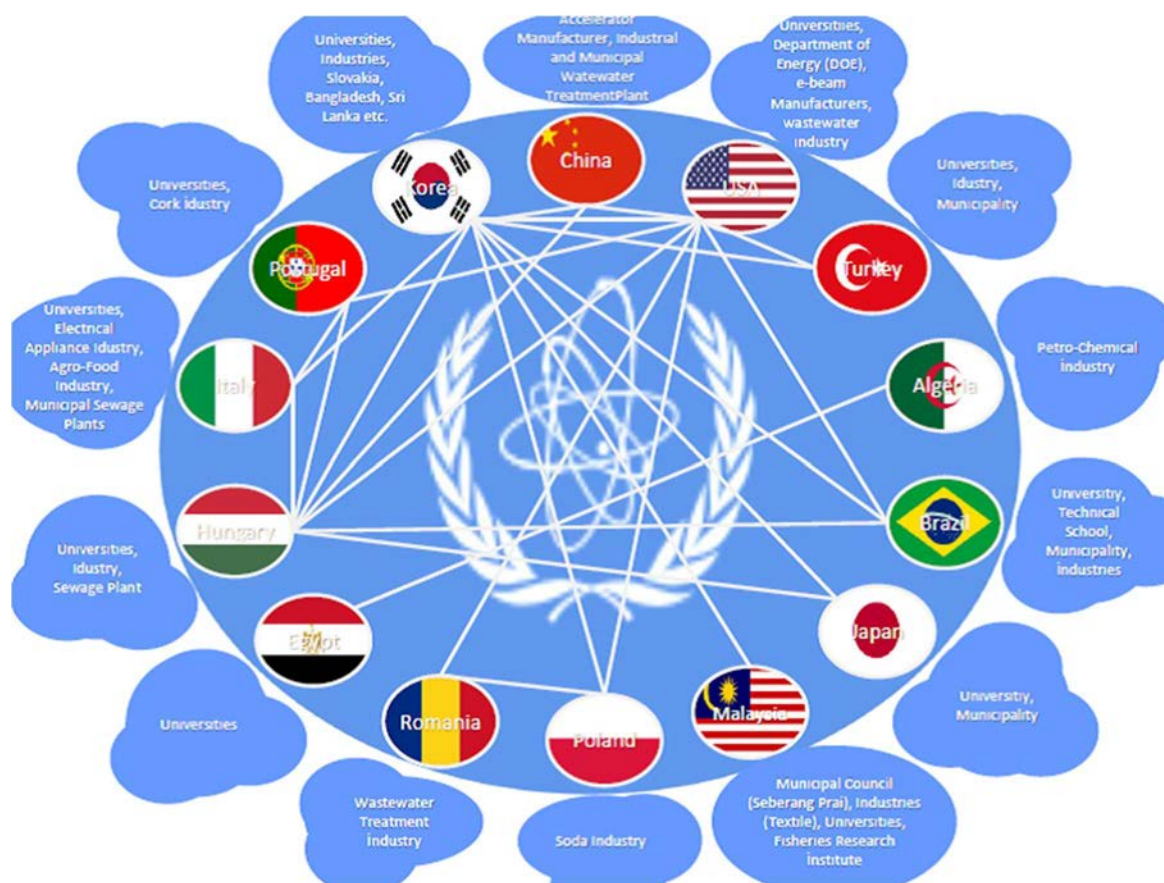 Accelerator
Manufacturer, Industrial
and Municipal
Watewater
TreatmentPlant
Universitiies,
Department of
Energy (DOE),
e-beam
Manufacturers,
wastewater
industry
Universities,
Industries,
Slovakia,
Bangladesh, Sri
Lanka etc.
Universities,
Idustry,
Municipality
Universities,
Cork idustry
Korea
China
USA
Portugal
Turkey
Universities,
Electrical
Appliance Idustry,
Agro-Food
Industry,
Municipal Sewage
Plants
Italy
Algeria
Petro-Chemical
industry
Hungary
Brazil
Universitiy,
Technical
School,
Municipality,
industries
Universities,
Idustry,
Sewage Plant
Egypt
Japan
Universities
Romania
Poland
Malaysia
Universitiy,
Municipality
Wastewater
Treatment
industry
Soda Industry
Municipal Council
(Seberang Prai), Industries
(Textile), Universities,
Fisheries Research
institute